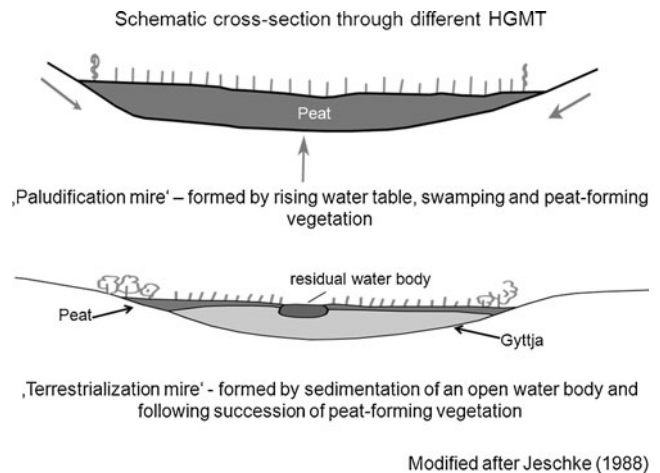 Schematic cross-section through different HGMT
Peat
‚Paludification mire‘ – formed by rising water table, swamping and peat-forming
vegetation
residual water body
Peat
Gyttja
‚Terrestrialization mire‘ - formed by sedimentation of an open water body and
following succession of peat-forming vegetation
Modified after Jeschke (1988)